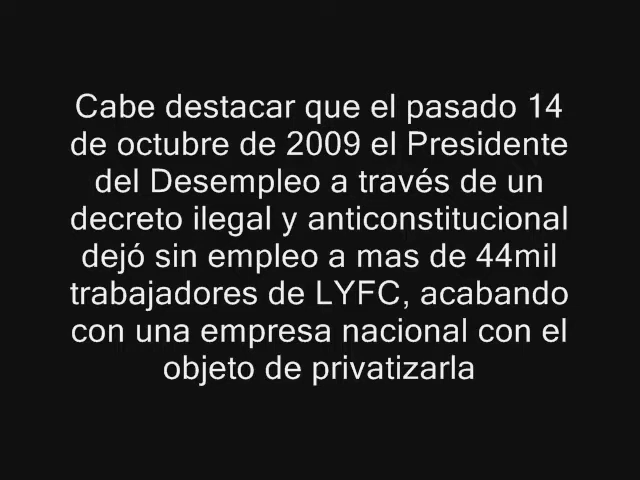 Cabe destacar que el pasado 14
de octubre de 2009 el Presidente
del Desempleo a través de un
decreto ilegal y anticonstitucional
dejó sin empleo a mas de 44mil
trabajadores de LYFC, acabando
con una empresa nacional con el
objeto de privatizarla